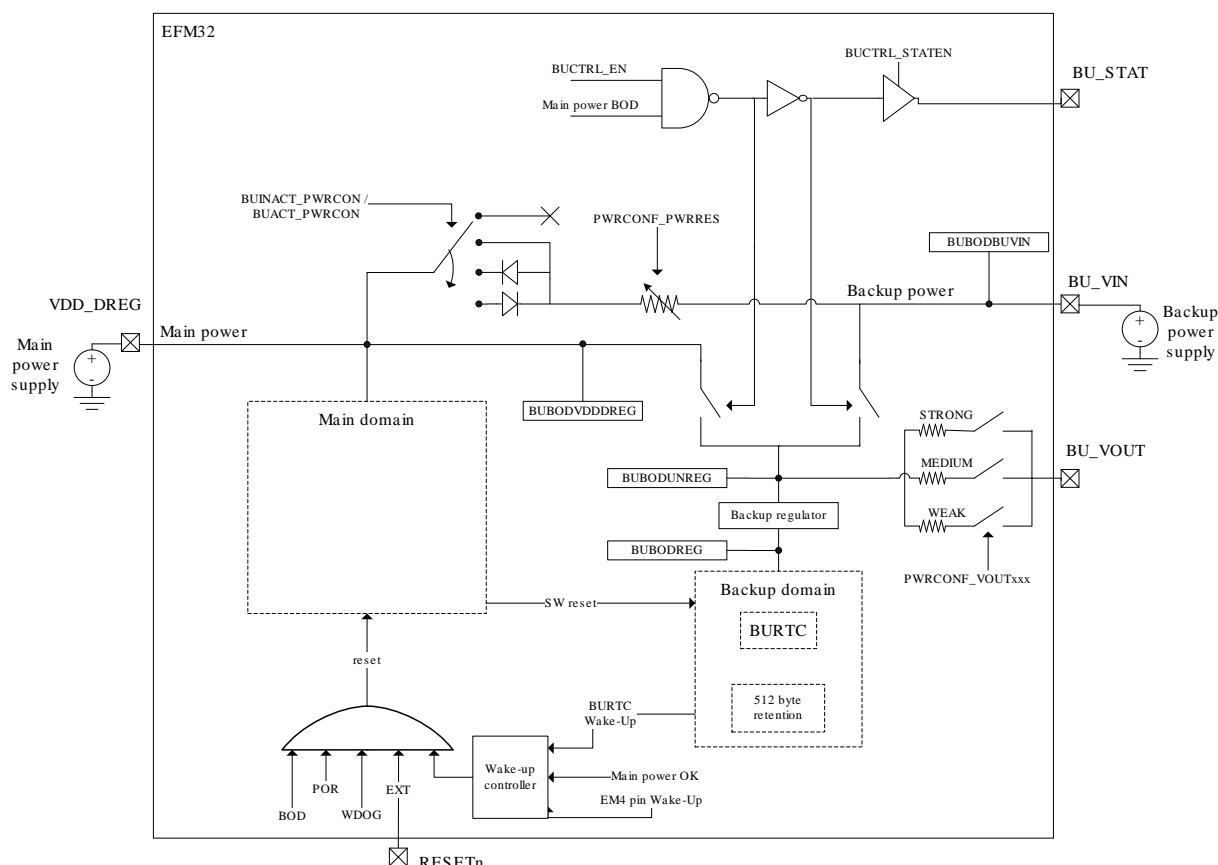 EFM32
BUCTRL_EN
Main power BOD
BUCTRL_STATEN
BU_STAT
BUINACT_PWRCON /
BUACT_PWRCON
PWRCONF_PWRRES
BUBODBUVIN
VDD_DREG
Main power
Backup power
BU_VIN
Main
power
supply
Backup
power
supply
BUBODVDDDREG
Main domain
STRONG
MEDIUM
WEAK
BU_VOUT
BUBODUNREG
Backup regulator
BUBODREG
PWRCONF_VOUTxxx
Backup domain
SW reset
BURTC
reset
512 byte
retention
BURTC
Wake-Up
Wake-up
controller
Main power OK
EM4 pin Wake-Up
BOD
POR
WDOG
EXT
RESETn